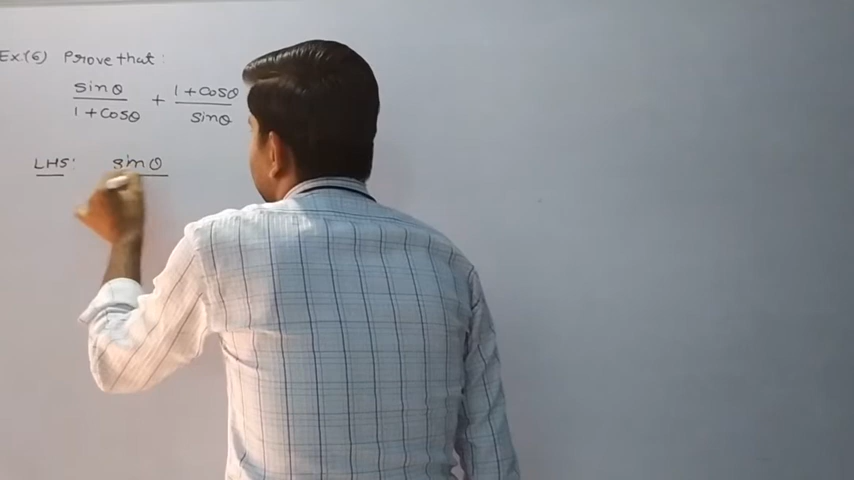 Ex.(6) Prove that:
sinθ/1+cosθ + 1+cosθ/sinθ
LHS: sinθ